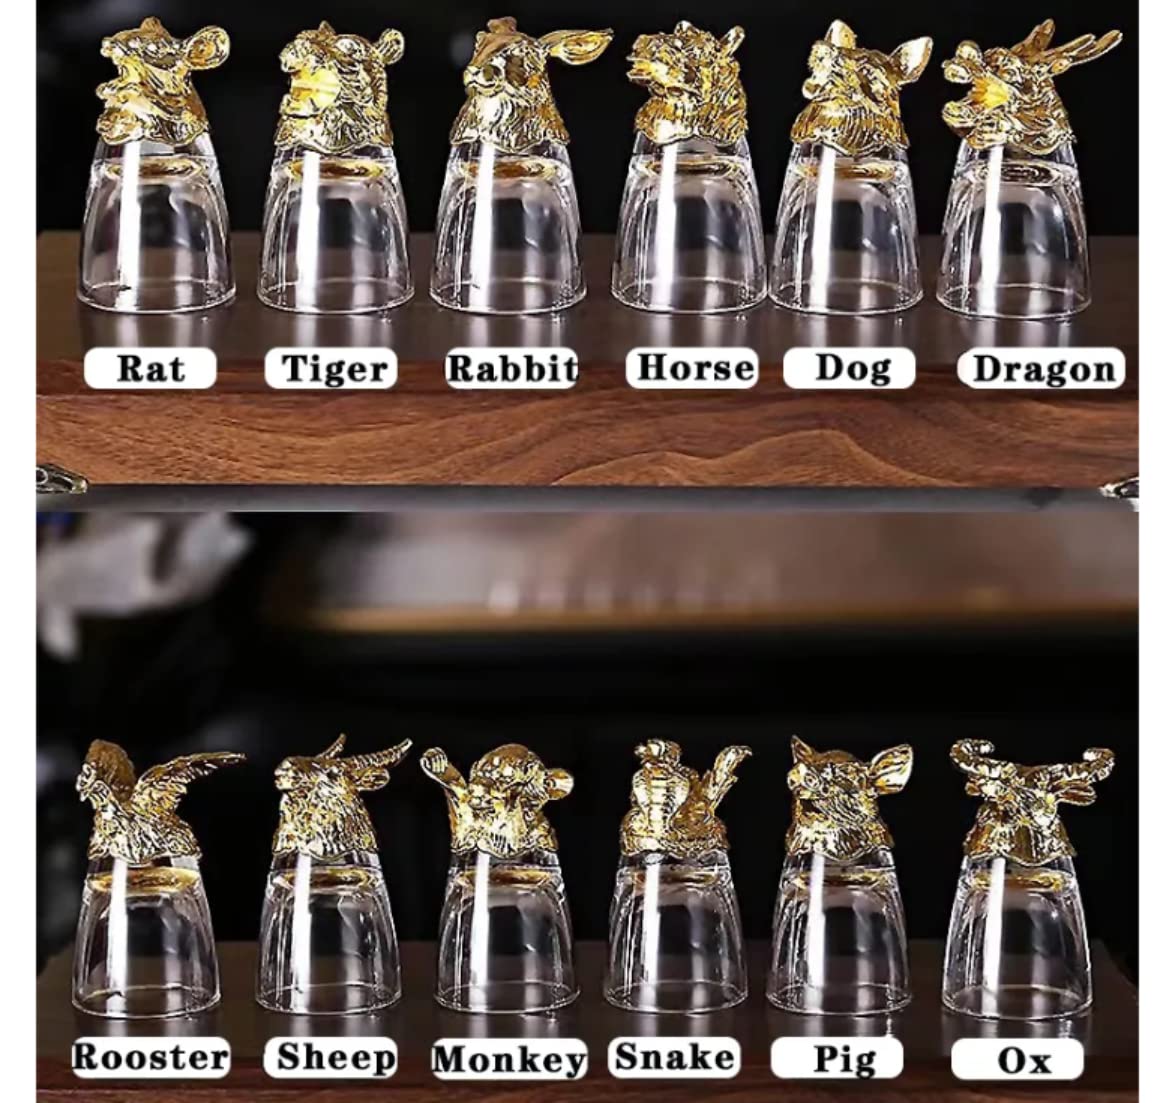 Rat
Tiger
Rabbit
Horse
Dog
Dragon
Rooster
Sheep
Monkey
Snake
Pig
Ox